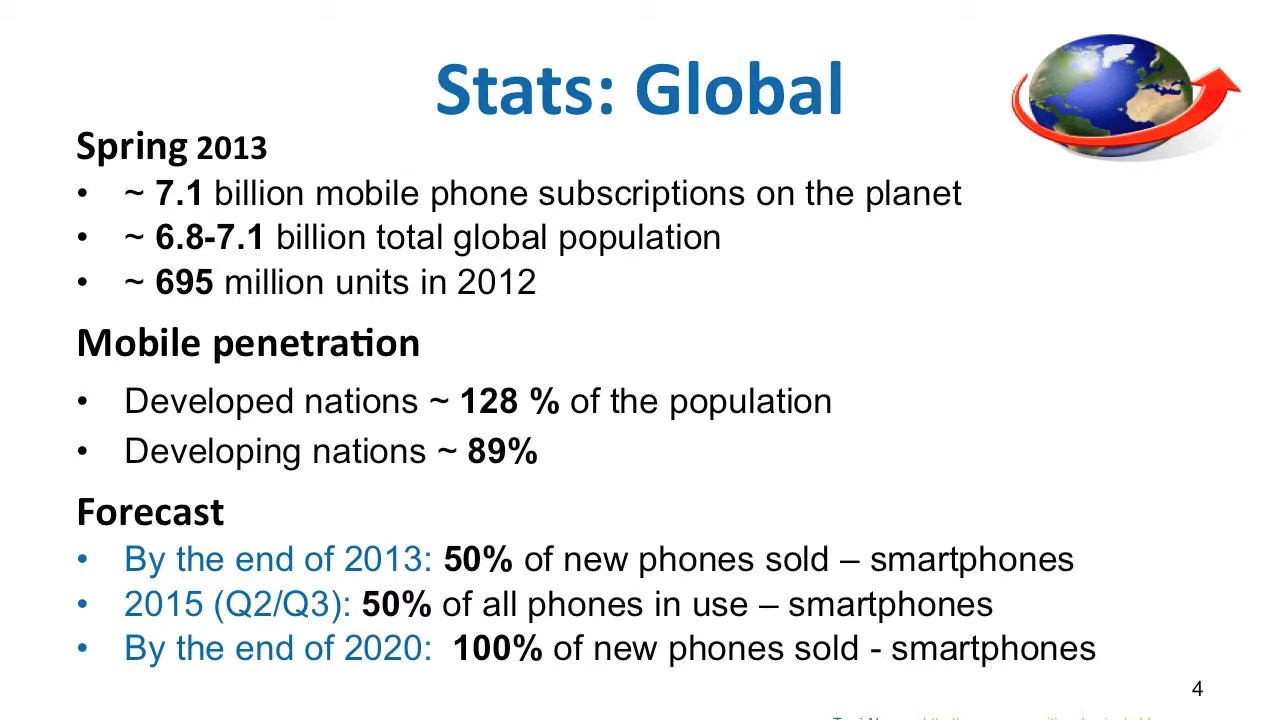 Stats: Global
Spring 2013
• ~ 7.1 billion mobile phone subscriptions on the planet
• ~ 6.8-7.1 billion total global population
• ~ 695 million units in 2012
Mobile penetration
• Developed nations ~ 128 % of the population
• Developing nations ~ 89%
Forecast
• By the end of 2013: 50% of new phones sold – smartphones
• 2015 (Q2/Q3): 50% of all phones in use – smartphones
• By the end of 2020: 100% of new phones sold - smartphones
4